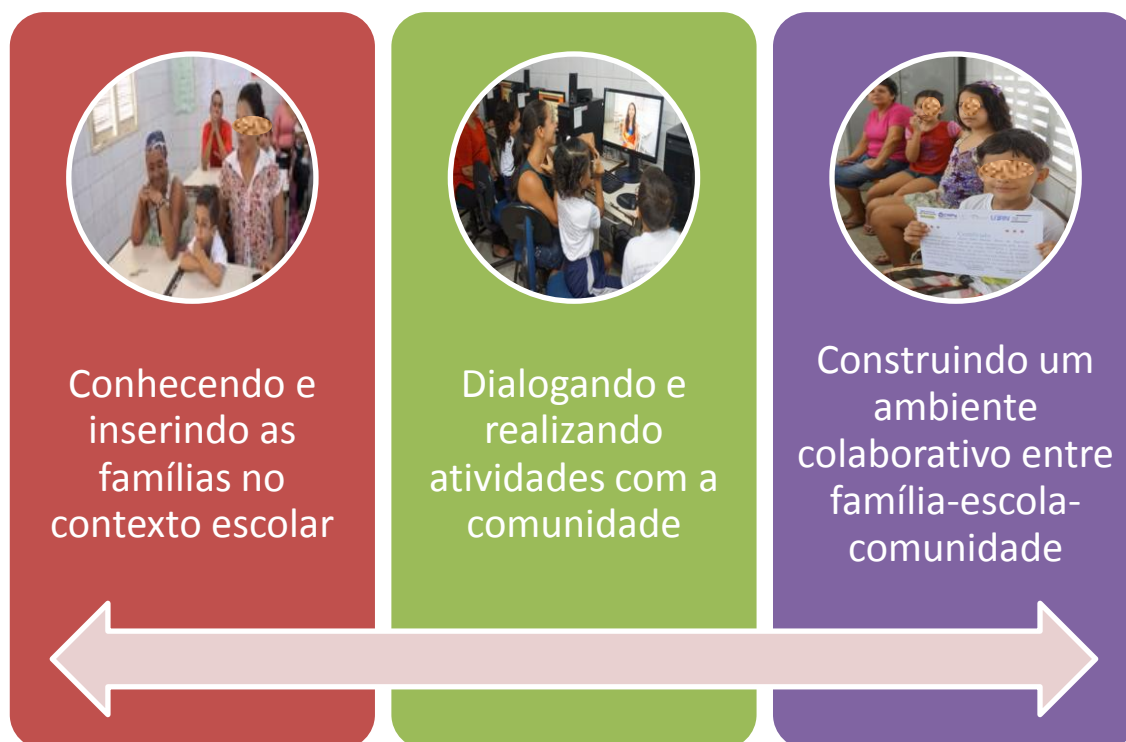 Conhecendo e
inserindo as
famílias no
contexto escolar
Dialogando e
realizando
atividades com a
comunidade
Construindo um
ambiente
colaborativo entre
família-escola-
comunidade